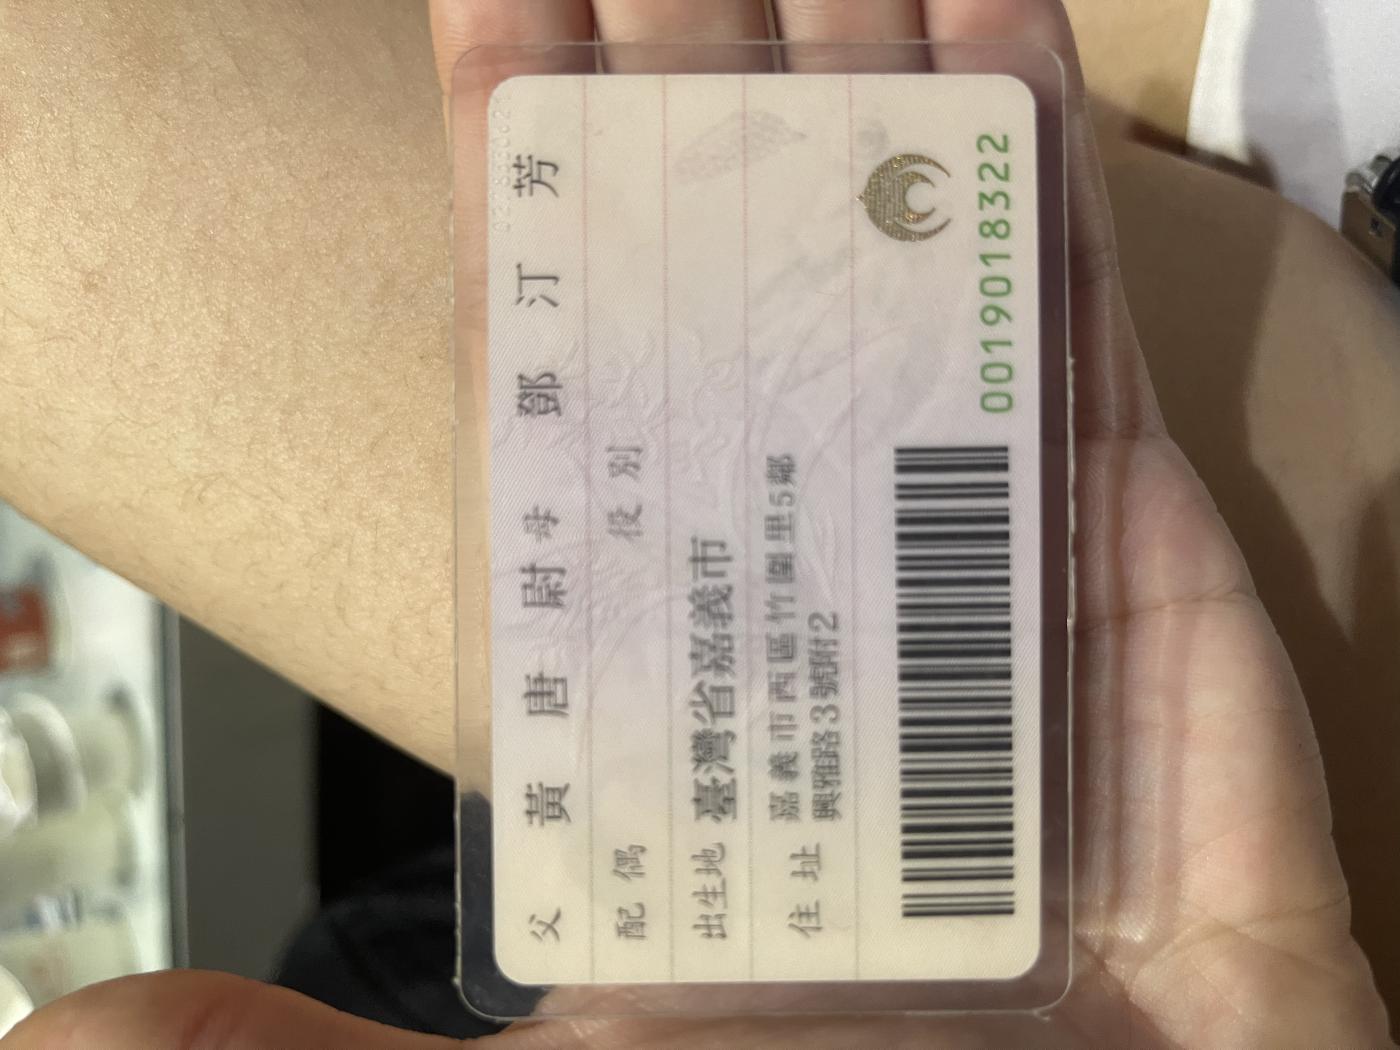 父 黃唐尉 母 鄧汀芳
配偶 役別
出生地 臺灣省嘉義市
住址 嘉義市西區竹圍里5鄰
興雅路3號附2
0019018322